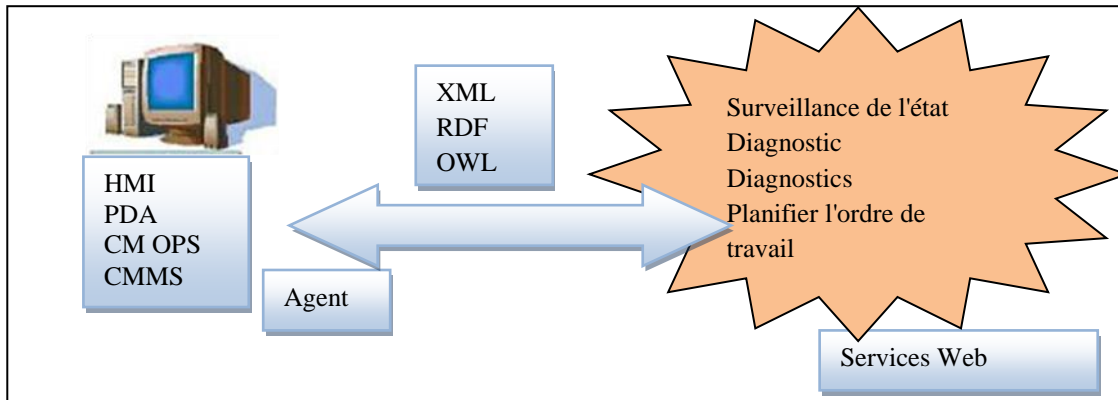 HMI
PDA
CM OPS
CMMS
Agent
XML
RDF
OWL
Surveillance de l'état
Diagnostic
Diagnostics
Planifier l'ordre de
travail
Services Web